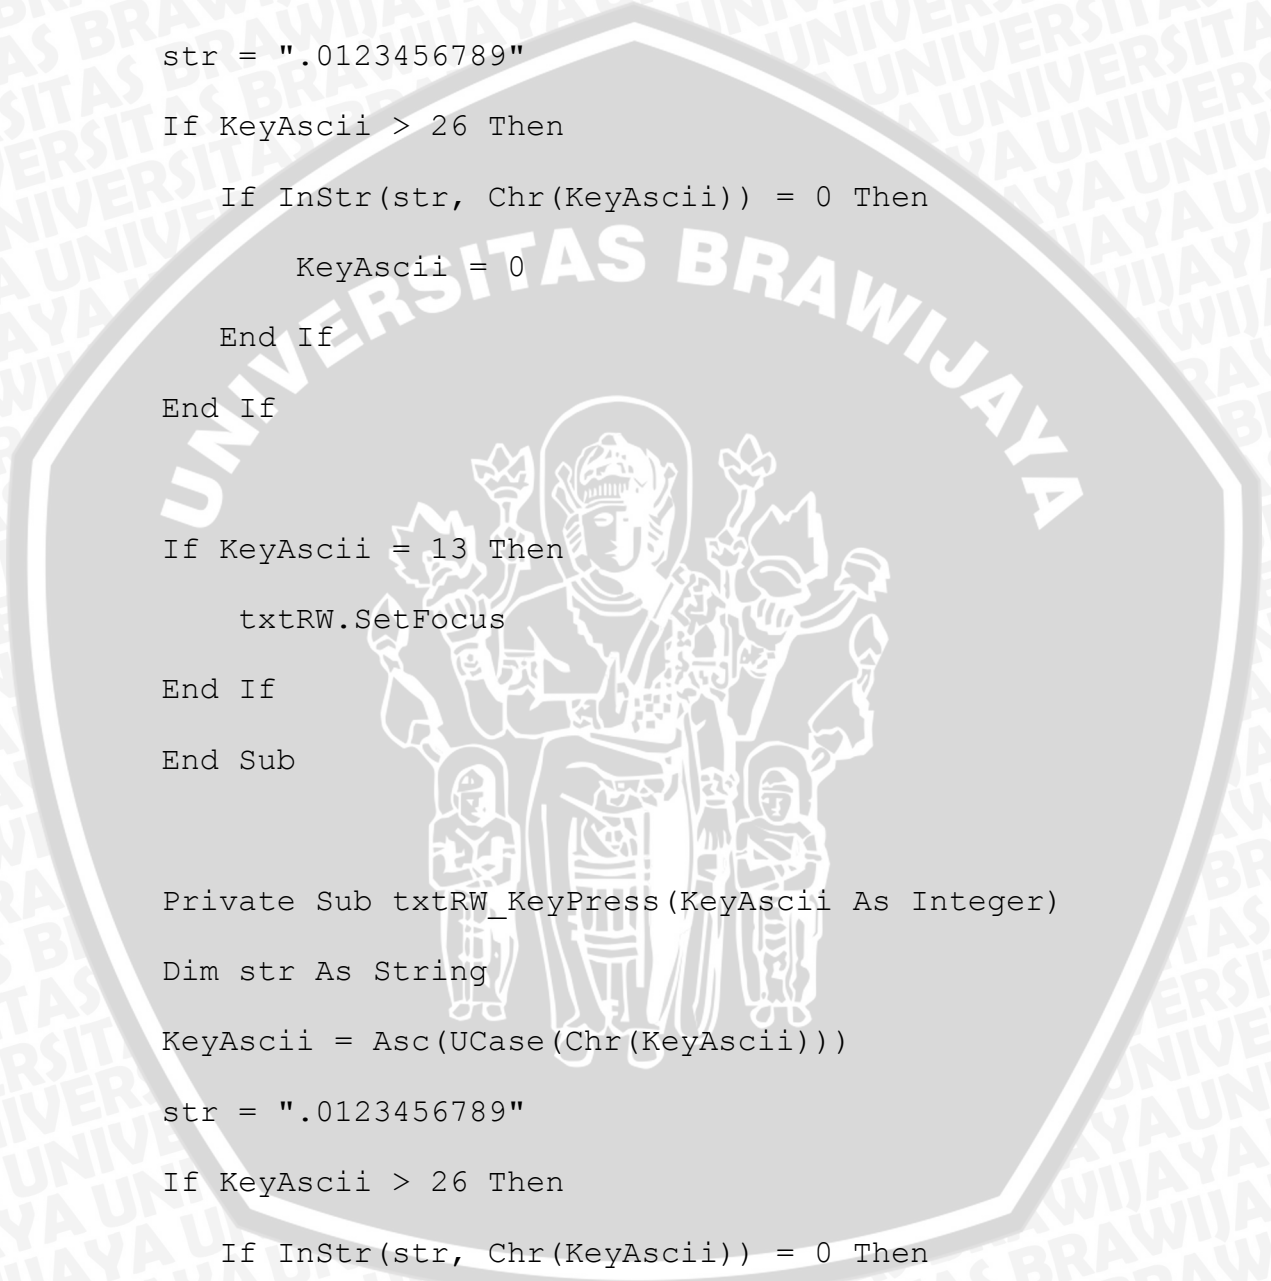 str = ".0123456789"
If KeyAscii > 26 Then
   If InStr(str, Chr(KeyAscii)) = 0 Then
       KeyAscii = 0
   End If
End If
If KeyAscii = 13 Then
    txtRW.SetFocus
End If
End Sub
Private Sub txtRW_KeyPress(KeyAscii As Integer)
Dim str As String
KeyAscii = Asc(UCase(Chr(KeyAscii)))
str = ".0123456789"
If KeyAscii > 26 Then
   If InStr(str, Chr(KeyAscii)) = 0 Then
UNIVERSITAS BRAWIJAYA